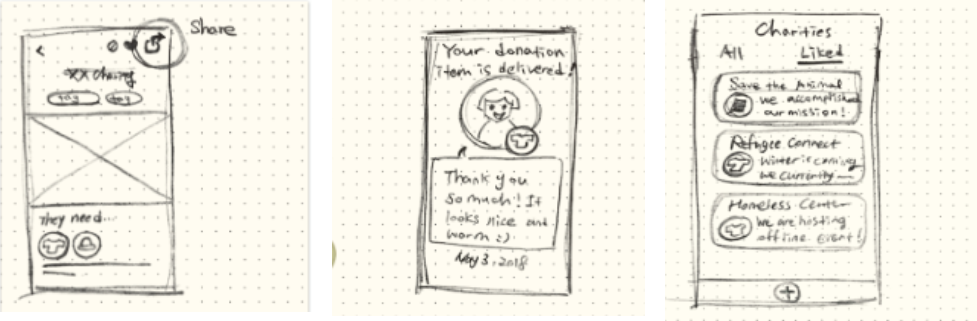 Share
<
XX Charity
tag tag
They need...
Your donation
item is delivered!
Thank you
so much! It
looks nice and
warm :)
May 3, 2018
Charities
All Liked
Save the Animal
we accomplished
our mission!
Refugee Connect
Winter is coming
We currently
Homeless Center
We are hosting
offline event!
+